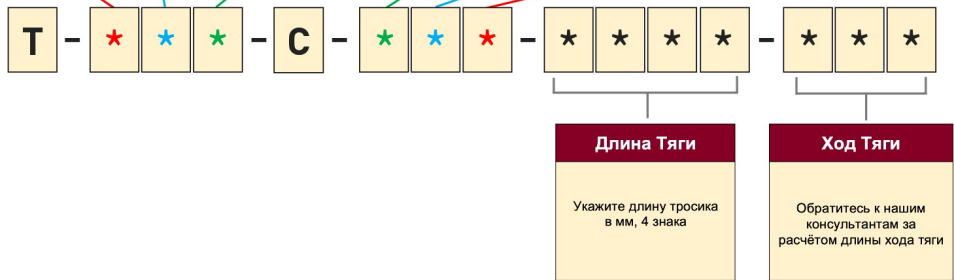 T - * * * - C - * * * - * * * * - * * *
Длина Тяги
Укажите длину тросика
в мм, 4 знака
Ход Тяги
Обратитесь к нашим
консультантам за
расчётом длины хода тяги